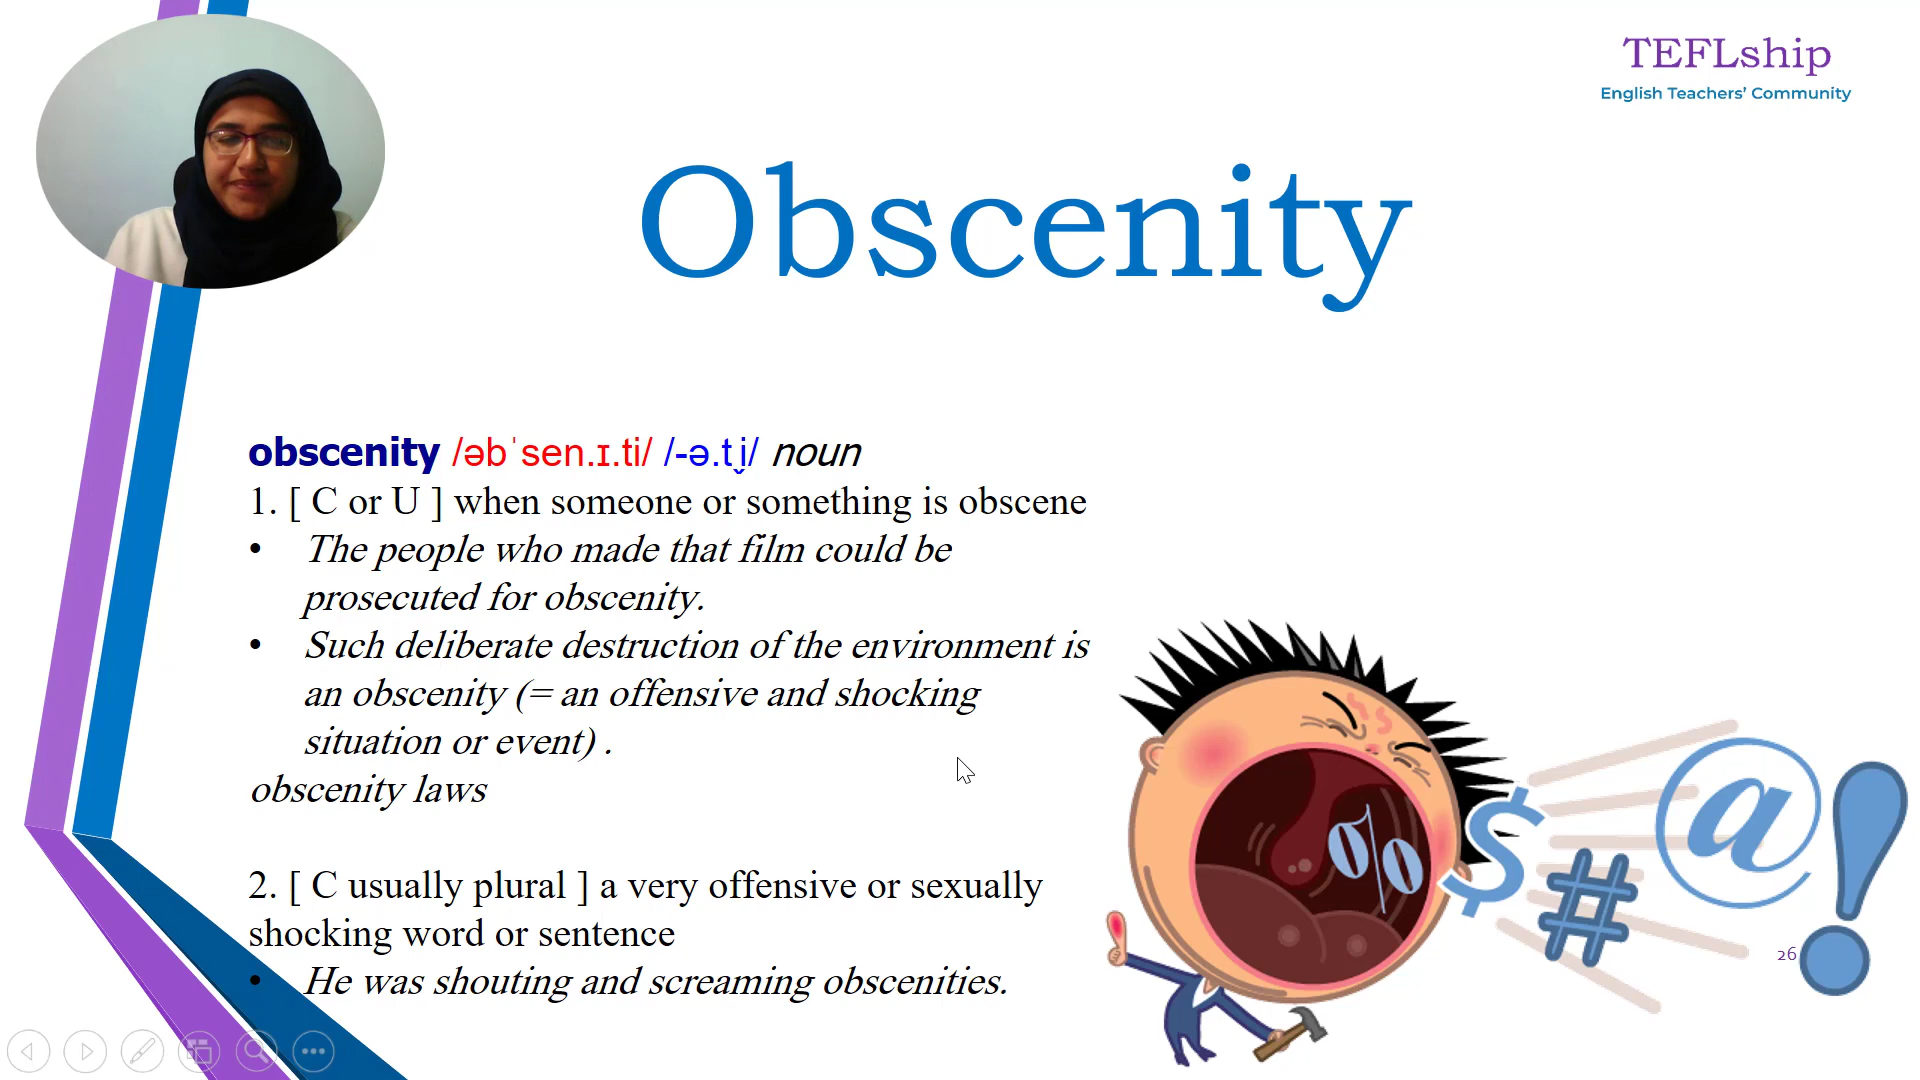 TEFLship
English Teachers' Community
Obscenity
obscenity /əbˈsen.ɪ.ti/ /-ə.t̬i/ noun
1. [ C or U ] when someone or something is obscene
• The people who made that film could be
prosecuted for obscenity.
• Such deliberate destruction of the environment is
an obscenity (= an offensive and shocking
situation or event) .
obscenity laws
2. [ C usually plural ] a very offensive or sexually
shocking word or sentence
• He was shouting and screaming obscenities.
% $ # @ !
26